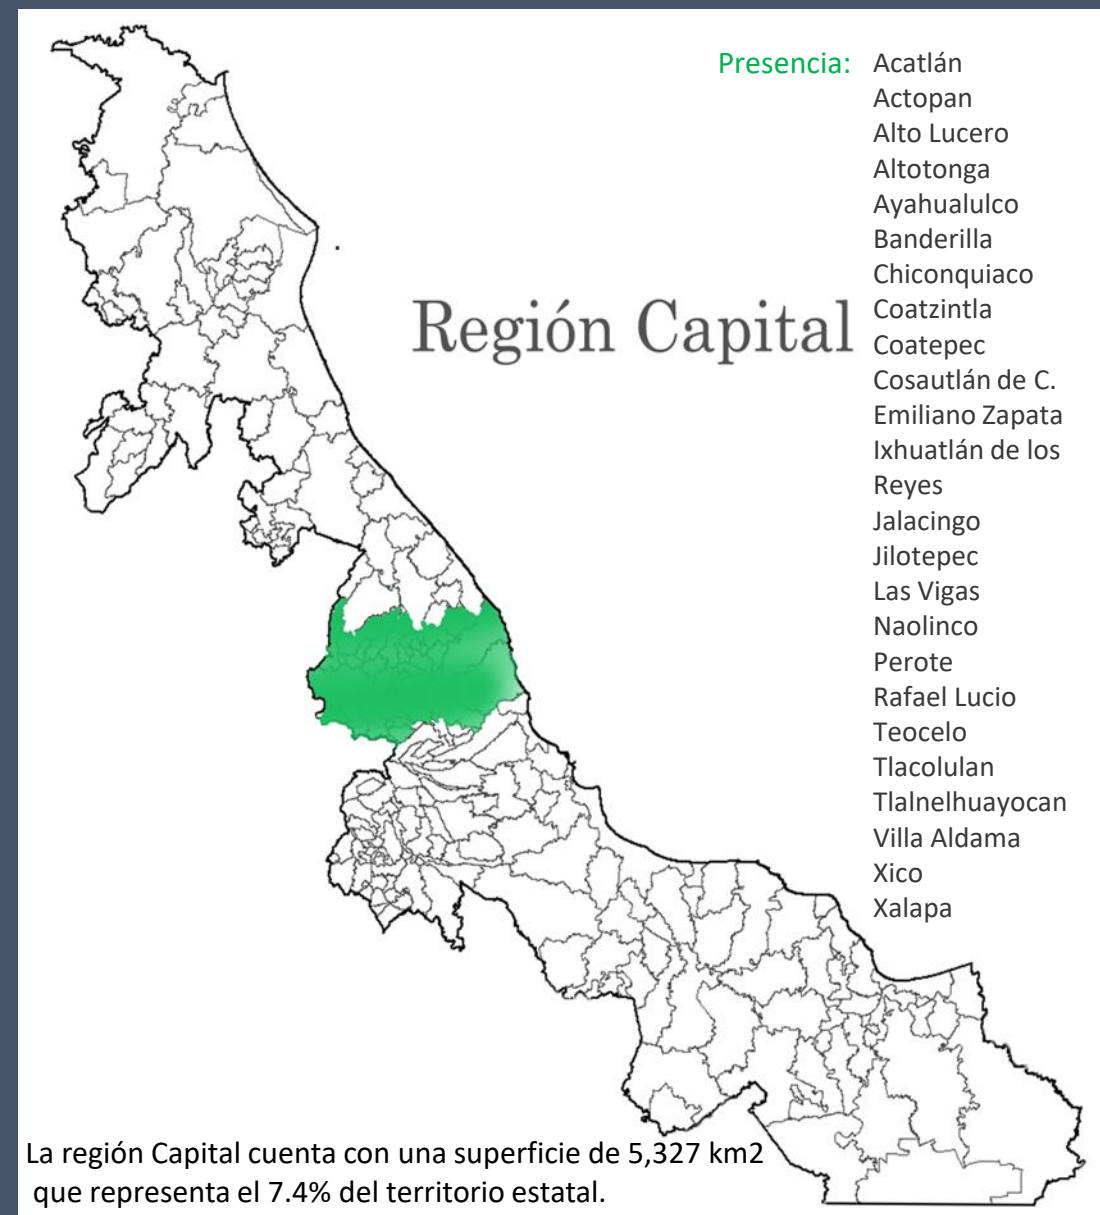 Presencia:
Acatlán
Actopan
Alto Lucero
Altotonga
Ayahualulco
Banderilla
Chiconquiaco
Coatzintla
Coatepec
Cosautlán de C.
Emiliano Zapata
Ixhuatlán de los
Reyes
Jalacingo
Jilotepec
Las Vigas
Naolinco
Perote
Rafael Lucio
Teocelo
Tlacolulan
Tlalnelhuayocan
Villa Aldama
Xico
Xalapa
Región Capital
La región Capital cuenta con una superficie de 5,327 km2
que representa el 7.4% del territorio estatal.